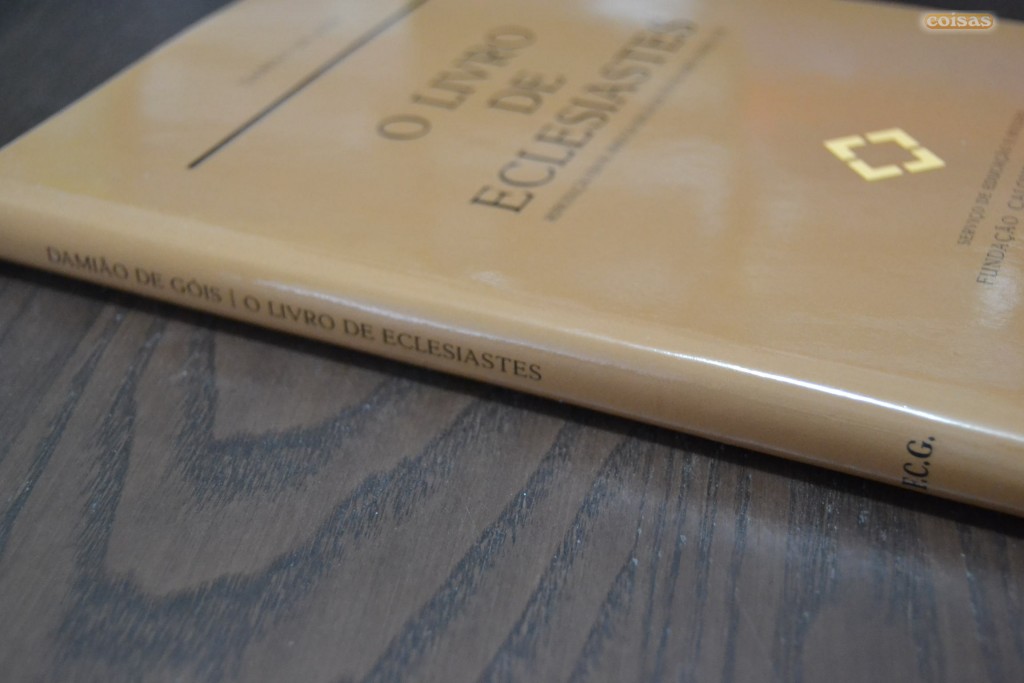 coisas
O LIVRO
DE
ECLESIASTES
SERVIÇO DE EDUCAÇÃO
FUNDAÇÃO
DAMIÃO DE GÓIS | O LIVRO DE ECLESIASTES
F.C.G.